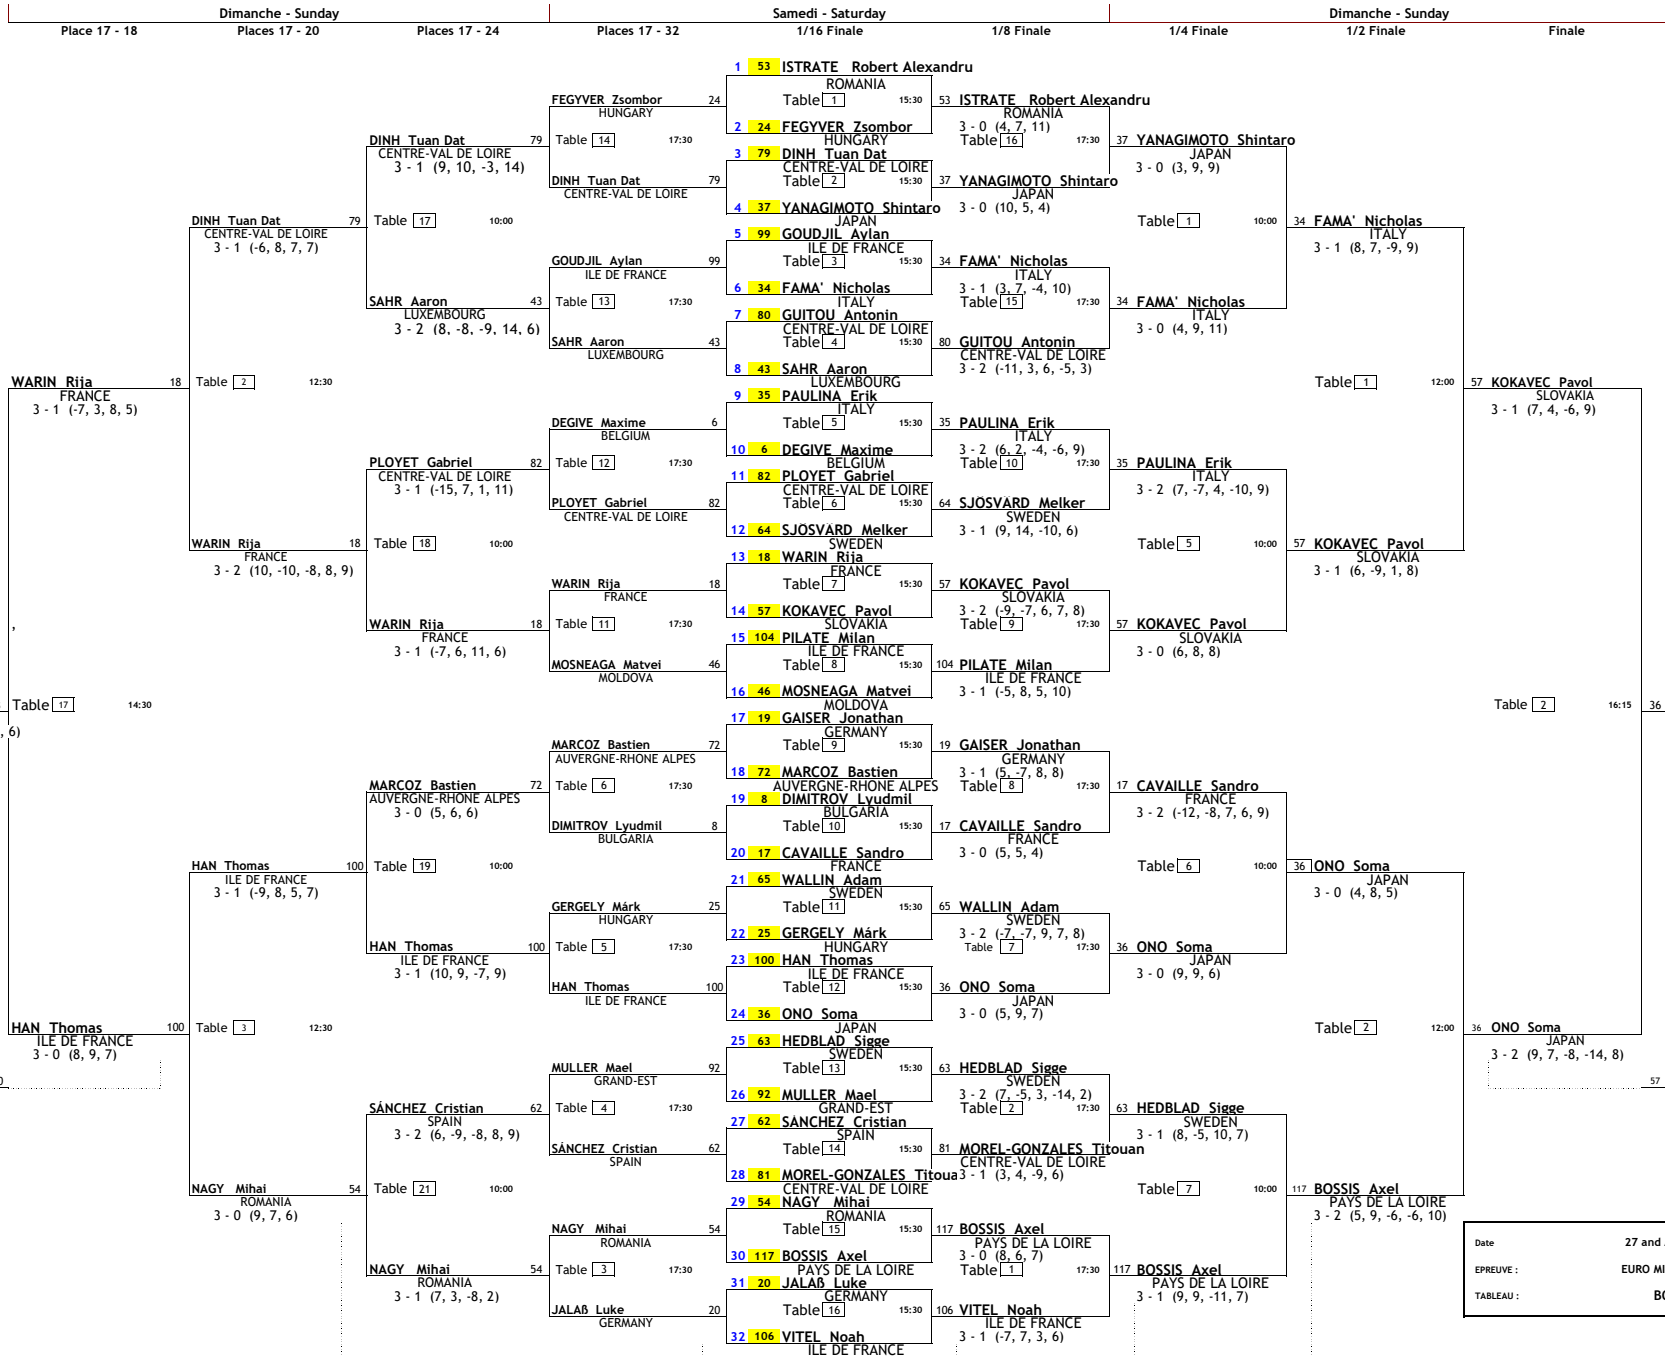 Dimanche - Sunday
Samedi - Saturday
Dimanche - Sunday
Place 17 - 18
Places 17 - 20
Places 17 - 24
Places 17 - 32
1/16 Finale
1/8 Finale
1/4 Finale
1/2 Finale
Finale
1 53 ISTRATE Robert Alexandru
ROMANIA
FEGYVER Zsombor 24
HUNGARY
Table 1 15:30
53 ISTRATE Robert Alexandru
ROMANIA
3 - 0 (4, 7, 11)
2 24 FEGYVER Zsombor
HUNGARY
DINH Tuan Dat 79
CENTRE-VAL DE LOIRE
3 - 1 (9, 10, -3, 14)
Table 14 17:30
Table 16 17:30
37 YANAGIMOTO Shintaro
JAPAN
3 - 0 (3, 9, 9)
3 79 DINH Tuan Dat
CENTRE-VAL DE LOIRE
DINH Tuan Dat 79
CENTRE-VAL DE LOIRE
Table 2 15:30
37 YANAGIMOTO Shintaro
JAPAN
3 - 0 (10, 5, 4)
4 37 YANAGIMOTO Shintaro
JAPAN
DINH Tuan Dat 79
CENTRE-VAL DE LOIRE
3 - 1 (-6, 8, 7, 7)
Table 17 10:00
Table 1 10:00
34 FAMA' Nicholas
ITALY
3 - 1 (8, 7, -9, 9)
5 99 GOUDJIL Aylan
ILE DE FRANCE
GOUDJIL Aylan 99
ILE DE FRANCE
Table 3 15:30
34 FAMA' Nicholas
ITALY
3 - 1 (3, 7, -4, 10)
6 34 FAMA' Nicholas
ITALY
SAHR Aaron 43
LUXEMBOURG
3 - 2 (8, -8, -9, 14, 6)
Table 13 17:30
Table 15 17:30
34 FAMA' Nicholas
ITALY
3 - 0 (4, 9, 11)
7 80 GUITOU Antonin
CENTRE-VAL DE LOIRE
SAHR Aaron 43
LUXEMBOURG
Table 4 15:30
80 GUITOU Antonin
CENTRE-VAL DE LOIRE
3 - 2 (-11, 3, 6, -5, 3)
8 43 SAHR Aaron
LUXEMBOURG
WARIN Rija 18
FRANCE
3 - 1 (-7, 3, 8, 5)
Table 2 12:30
Table 1 12:00
57 KOKAVEC Pavol
SLOVAKIA
3 - 1 (7, 4, -6, 9)
9 35 PAULINA Erik
ITALY
DEGIVE Maxime 6
BELGIUM
Table 5 15:30
35 PAULINA Erik
ITALY
3 - 2 (6, 2, -4, -6, 9)
10 6 DEGIVE Maxime
BELGIUM
PLOYET Gabriel 82
CENTRE-VAL DE LOIRE
3 - 1 (-15, 7, 1, 11)
Table 12 17:30
Table 10 17:30
35 PAULINA Erik
ITALY
3 - 2 (7, -7, 4, -10, 9)
11 82 PLOYET Gabriel
CENTRE-VAL DE LOIRE
PLOYET Gabriel 82
CENTRE-VAL DE LOIRE
Table 6 15:30
64 SJÖSVÄRD Melker
SWEDEN
3 - 1 (9, 14, -10, 6)
12 64 SJÖSVÄRD Melker
SWEDEN
WARIN Rija 18
FRANCE
3 - 2 (10, -10, -8, 8, 9)
Table 18 10:00
Table 5 10:00
57 KOKAVEC Pavol
SLOVAKIA
3 - 1 (6, -9, 1, 8)
13 18 WARIN Rija
FRANCE
WARIN Rija 18
FRANCE
Table 7 15:30
57 KOKAVEC Pavol
SLOVAKIA
3 - 2 (-9, -7, 6, 7, 8)
14 57 KOKAVEC Pavol
SLOVAKIA
,
WARIN Rija 18
FRANCE
3 - 1 (-7, 6, 11, 6)
Table 11 17:30
Table 9 17:30
57 KOKAVEC Pavol
SLOVAKIA
3 - 0 (6, 8, 8)
15 104 PILATE Milan
ILE DE FRANCE
MOSNEAGA Matvei 46
MOLDOVA
Table 8 15:30
104 PILATE Milan
ILE DE FRANCE
3 - 1 (-5, 8, 5, 10)
16 46 MOSNEAGA Matvei
MOLDOVA
Table 17 14:30
Table 2 16:15
36
, 6)
17 19 GAISER Jonathan
GERMANY
MARCOZ Bastien 72
AUVERGNE-RHONE ALPES
Table 9 15:30
19 GAISER Jonathan
GERMANY
3 - 1 (5, -7, 8, 8)
18 72 MARCOZ Bastien
AUVERGNE-RHONE ALPES
MARCOZ Bastien 72
AUVERGNE-RHONE ALPES
3 - 0 (5, 6, 6)
Table 6 17:30
Table 8 17:30
17 CAVAILLE Sandro
FRANCE
3 - 2 (-12, -8, 7, 6, 9)
19 8 DIMITROV Lyudmil
BULGARIA
DIMITROV Lyudmil 8
BULGARIA
Table 10 15:30
17 CAVAILLE Sandro
FRANCE
3 - 0 (5, 5, 4)
20 17 CAVAILLE Sandro
FRANCE
HAN Thomas 100
ILE DE FRANCE
3 - 1 (-9, 8, 5, 7)
Table 19 10:00
Table 6 10:00
36 ONO Soma
JAPAN
3 - 0 (4, 8, 5)
21 65 WALLIN Adam
SWEDEN
GERGELY Márk 25
HUNGARY
Table 11 15:30
65 WALLIN Adam
SWEDEN
3 - 2 (-7, -7, 9, 7, 8)
22 25 GERGELY Márk
HUNGARY
HAN Thomas 100
ILE DE FRANCE
3 - 1 (10, 9, -7, 9)
Table 5 17:30
Table 7 17:30
36 ONO Soma
JAPAN
3 - 0 (9, 9, 6)
23 100 HAN Thomas
ILE DE FRANCE
HAN Thomas 100
ILE DE FRANCE
Table 12 15:30
36 ONO Soma
JAPAN
3 - 0 (5, 9, 7)
24 36 ONO Soma
JAPAN
HAN Thomas 100
ILE DE FRANCE
3 - 0 (8, 9, 7)
Table 3 12:30
Table 2 12:00
36 ONO Soma
JAPAN
3 - 2 (9, 7, -8, -14, 8)
57
25 63 HEDBLAD Sigge
SWEDEN
MULLER Mael 92
GRAND-EST
Table 13 15:30
63 HEDBLAD Sigge
SWEDEN
3 - 2 (7, -5, 3, -14, 2)
26 92 MULLER Mael
GRAND-EST
SÁNCHEZ Cristian 62
SPAIN
3 - 2 (6, -9, -8, 8, 9)
Table 4 17:30
Table 2 17:30
63 HEDBLAD Sigge
SWEDEN
3 - 1 (8, -5, 10, 7)
27 62 SÁNCHEZ Cristian
SPAIN
SÁNCHEZ Cristian 62
SPAIN
Table 14 15:30
81 MOREL-GONZALES Titouan
CENTRE-VAL DE LOIRE
3 - 1 (3, 4, -9, 6)
28 81 MOREL-GONZALES Titoua
CENTRE-VAL DE LOIRE
NAGY Mihai 54
ROMANIA
3 - 0 (9, 7, 6)
Table 21 10:00
Table 7 10:00
117 BOSSIS Axel
PAYS DE LA LOIRE
3 - 2 (5, 9, -6, -6, 10)
29 54 NAGY Mihai
ROMANIA
NAGY Mihai 54
ROMANIA
Table 15 15:30
117 BOSSIS Axel
PAYS DE LA LOIRE
3 - 0 (8, 6, 7)
30 117 BOSSIS Axel
PAYS DE LA LOIRE
NAGY Mihai 54
ROMANIA
3 - 1 (7, 3, -8, 2)
Table 3 17:30
Table 1 17:30
117 BOSSIS Axel
PAYS DE LA LOIRE
3 - 1 (9, 9, -11, 7)
31 20 JALAß Luke
GERMANY
JALAß Luke 20
GERMANY
Table 16 15:30
106 VITEL Noah
ILE DE FRANCE
3 - 1 (-7, 7, 3, 6)
32 106 VITEL Noah
ILE DE FRANCE
Date 27 and
EPREUVE : EURO MI
TABLEAU : BO